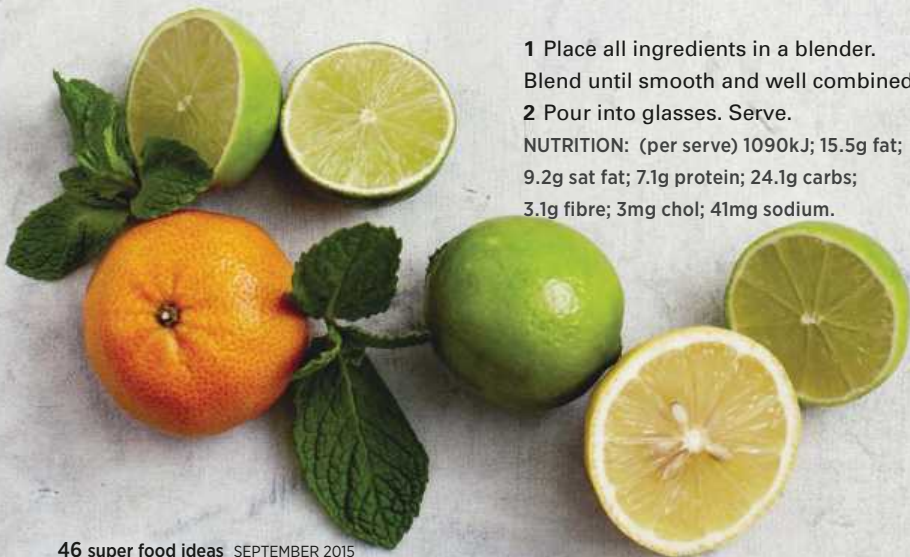 1 Place all ingredients in a blender.
Blend until smooth and well combined
2 Pour into glasses. Serve.
NUTRITION: (per serve) 1090kJ; 15.5g fat;
9.2g sat fat; 7.1g protein; 24.1g carbs;
3.1g fibre; 3mg chol; 41mg sodium.
46 super food ideas SEPTEMBER 2015